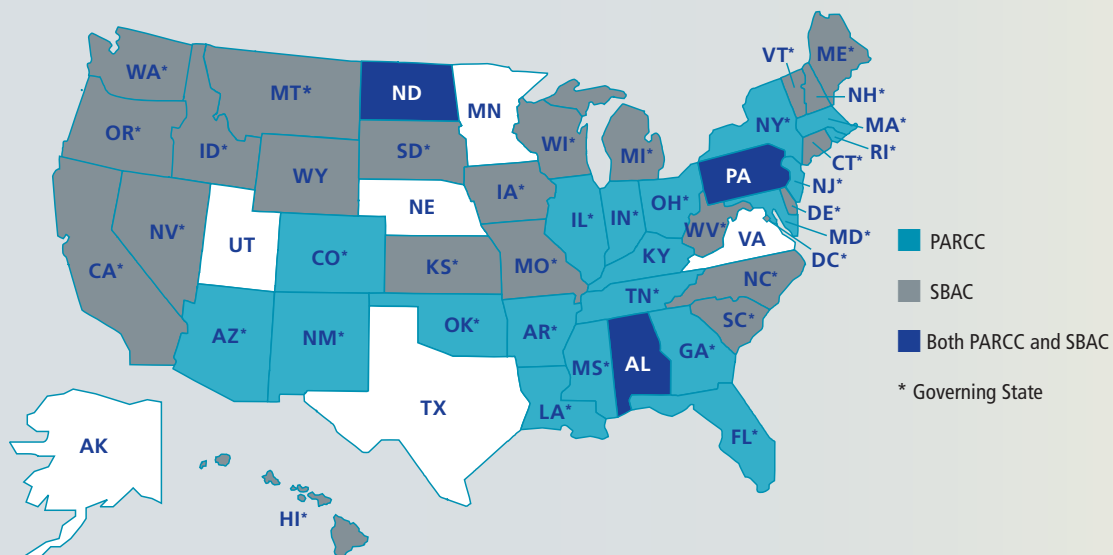 WA*
MT*
ND
MN
VT*
ME*
NH*
OR*
ID*
SD*
WI*
MI*
NY*
MA*
RI*
CT*
WY
IA*
PA
NJ*
NE
IL*
IN*
OH*
DE*
NV*
UT
WV*
VA
MD*
CA*
CO*
KS*
MO*
KY
DC*
NC*
TN*
AZ*
NM*
OK*
AR*
SC*
MS*
AL
GA*
TX
LA*
FL*
AK
HI*
PARCC
SBAC
Both PARCC and SBAC
* Governing State